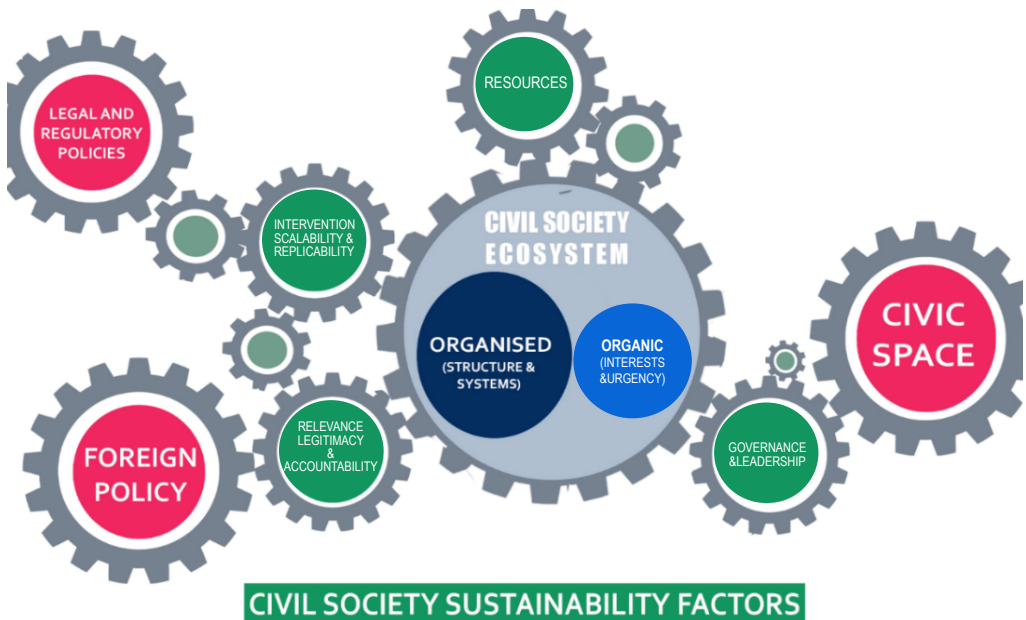 LEGAL AND
REGULATORY
POLICIES
RESOURCES
INTERVENTION
SCALABILITY &
REPLICABILITY
CIVIL SOCIETY
ECOSYSTEM
ORGANISED
(STRUCTURE &
SYSTEMS)
ORGANIC
(INTERESTS
&URGENCY)
CIVIC
SPACE
FOREIGN
POLICY
RELEVANCE
LEGITIMACY
&
ACCOUNTABILITY
GOVERNANCE
&LEADERSHIP
CIVIL SOCIETY SUSTAINABILITY FACTORS